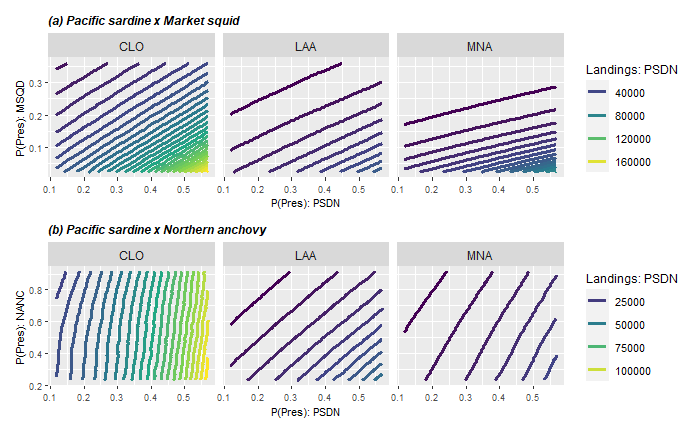 (a) Pacific sardine x Market squid
CLO LAA MNA
P(Pres): MSQD
0.3
0.2
0.1
0.1 0.2 0.3 0.4 0.5 0.1 0.2 0.3 0.4 0.5 0.1 0.2 0.3 0.4 0.5
P(Pres): PSDN
Landings: PSDN
40000
80000
120000
160000
(b) Pacific sardine x Northern anchovy
CLO LAA MNA
P(Pres): NANC
0.8
0.6
0.4
0.2
0.1 0.2 0.3 0.4 0.5 0.1 0.2 0.3 0.4 0.5 0.1 0.2 0.3 0.4 0.5
P(Pres): PSDN
Landings: PSDN
25000
50000
75000
100000